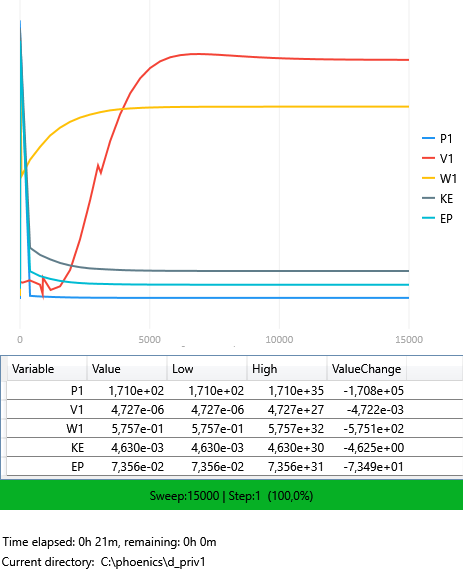 P1
V1
W1
KE
EP
0 5000 10000 15000
Variable Value Low High ValueChange
P1 1,710e+02 1,710e+02 1,710e+35 -1,708e+05
V1 4,727e-06 4,727e-06 4,727e+27 -4,722e-03
W1 5,757e-01 5,757e-01 5,757e+32 -5,751e+02
KE 4,630e-03 4,630e-03 4,630e+30 -4,625e+00
EP 7,356e-02 7,356e-02 7,356e+31 -7,349e+01
Sweep:15000 | Step:1 (100,0%)
Time elapsed: 0h 21m, remaining: 0h 0m
Current directory: C:\phoenics\d_priv1